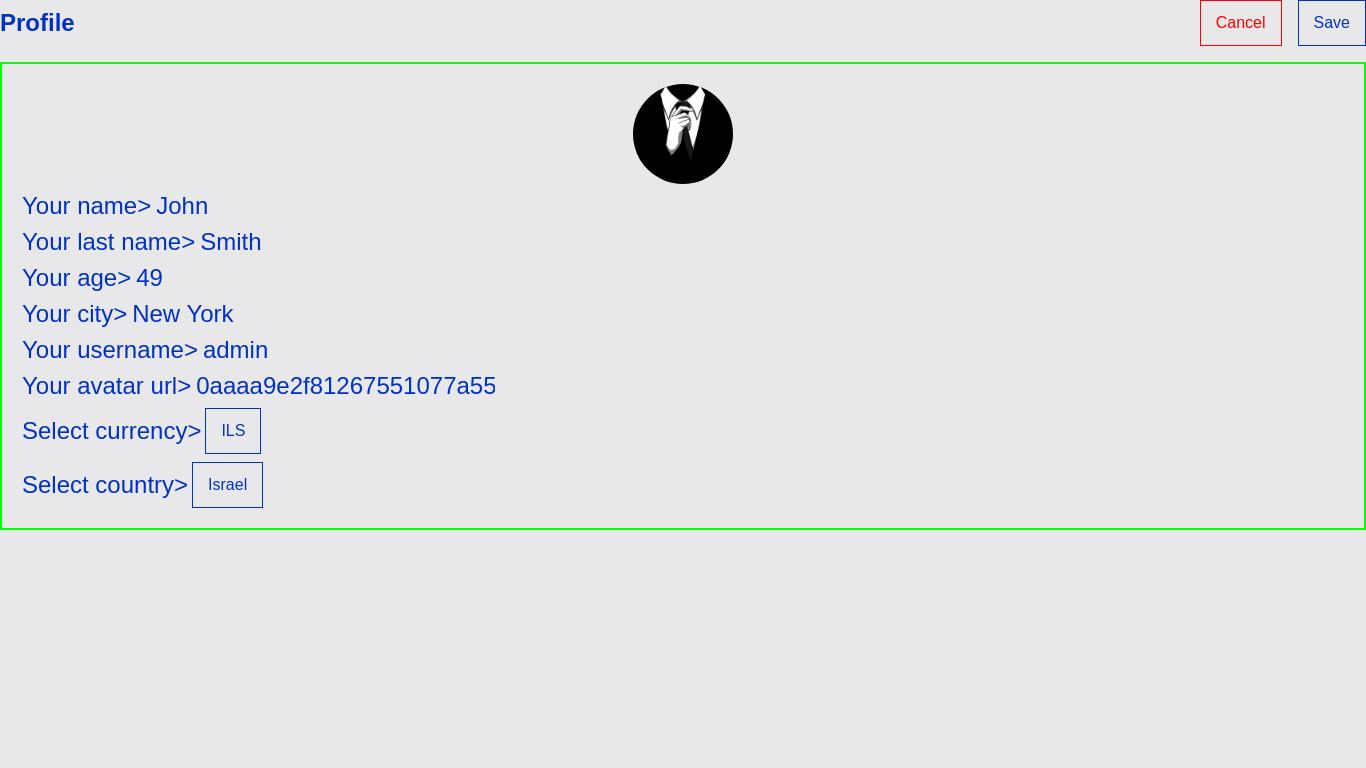 Profile
Cancel
Save
Your name> John
Your last name> Smith
Your age> 49
Your city> New York
Your username> admin
Your avatar url> 0aaaa9e2f81267551077a55
Select currency> ILS
Select country> Israel